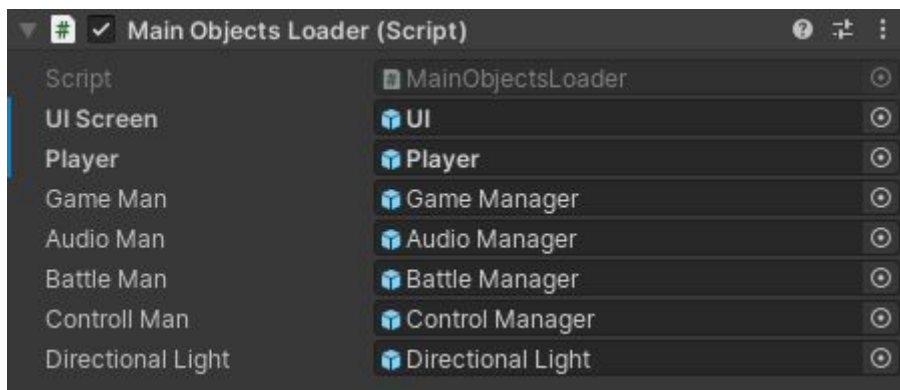 # Main Objects Loader (Script)
Script # MainObjectsLoader
UI Screen UI
Player Player
Game Man Game Manager
Audio Man Audio Manager
Battle Man Battle Manager
Controll Man Control Manager
Directional Light Directional Light